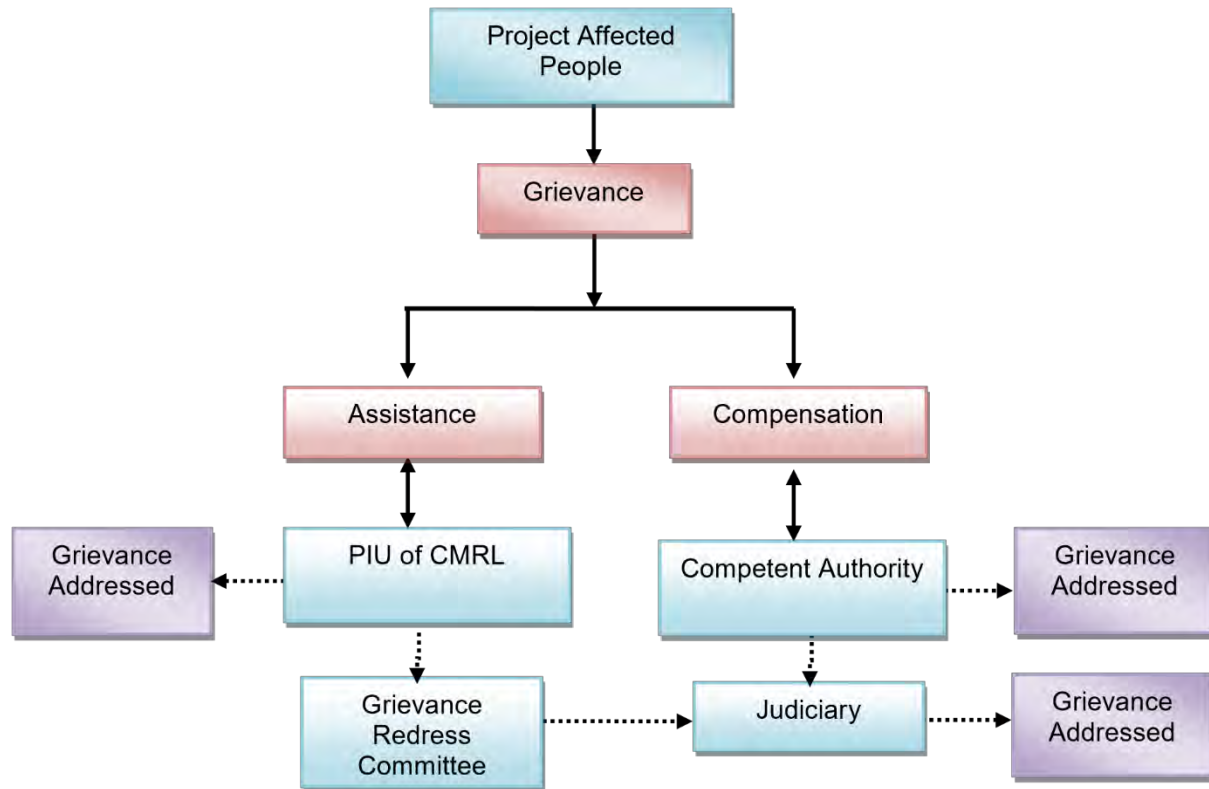 Project Affected
People
Grievance
Assistance
Compensation
Grievance
Addressed
PIU of CMRL
Competent Authority
Grievance
Addressed
Grievance
Redress
Committee
Judiciary
Grievance
Addressed